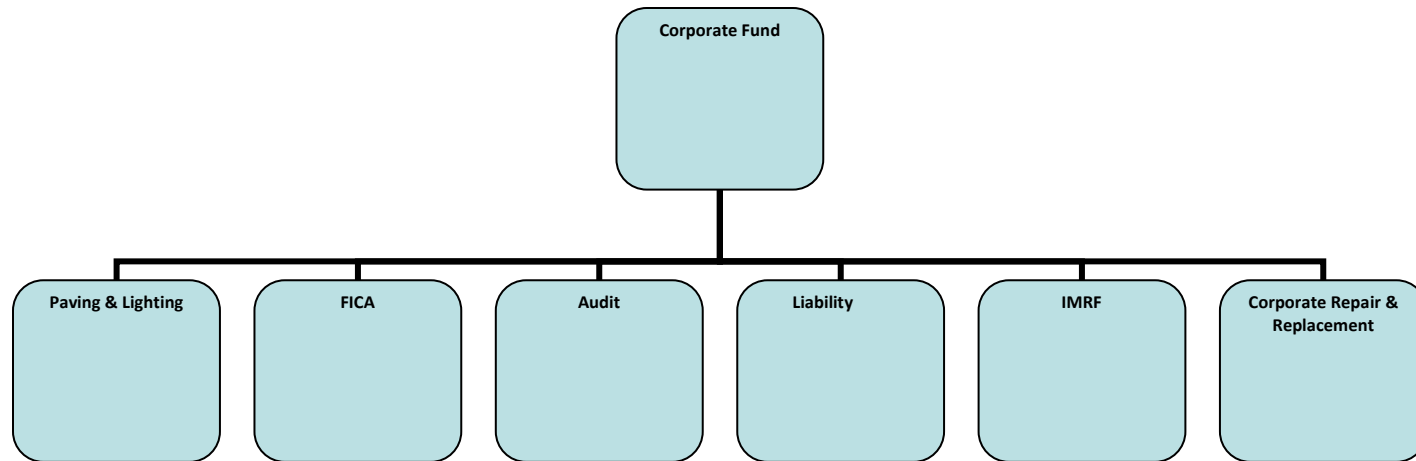 Corporate Fund
Paving & Lighting
FICA
Audit
Liability
IMRF
Corporate Repair &
Replacement